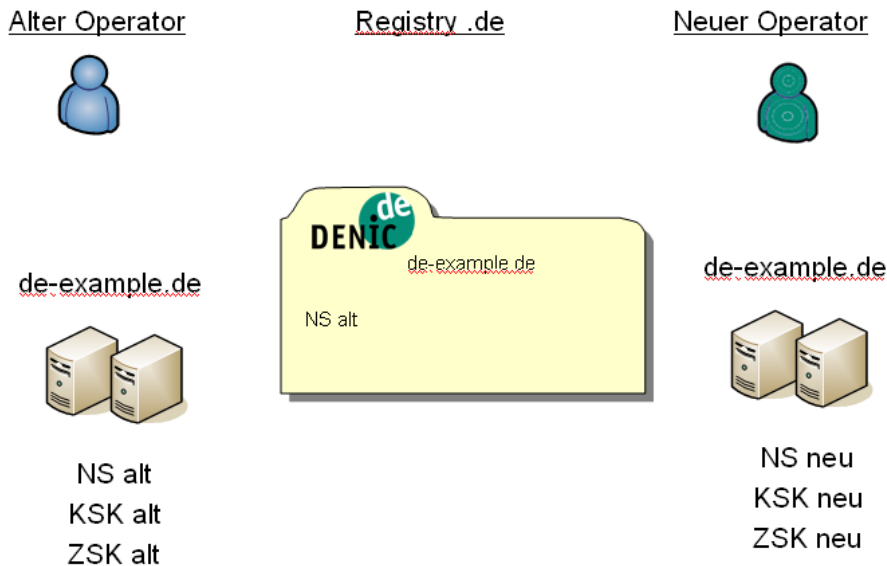 Alter Operator
Registry .de
Neuer Operator
de
DENIC
de-example.de
NS alt
de-example.de
NS alt
KSK alt
ZSK alt
de-example.de
NS neu
KSK neu
ZSK neu